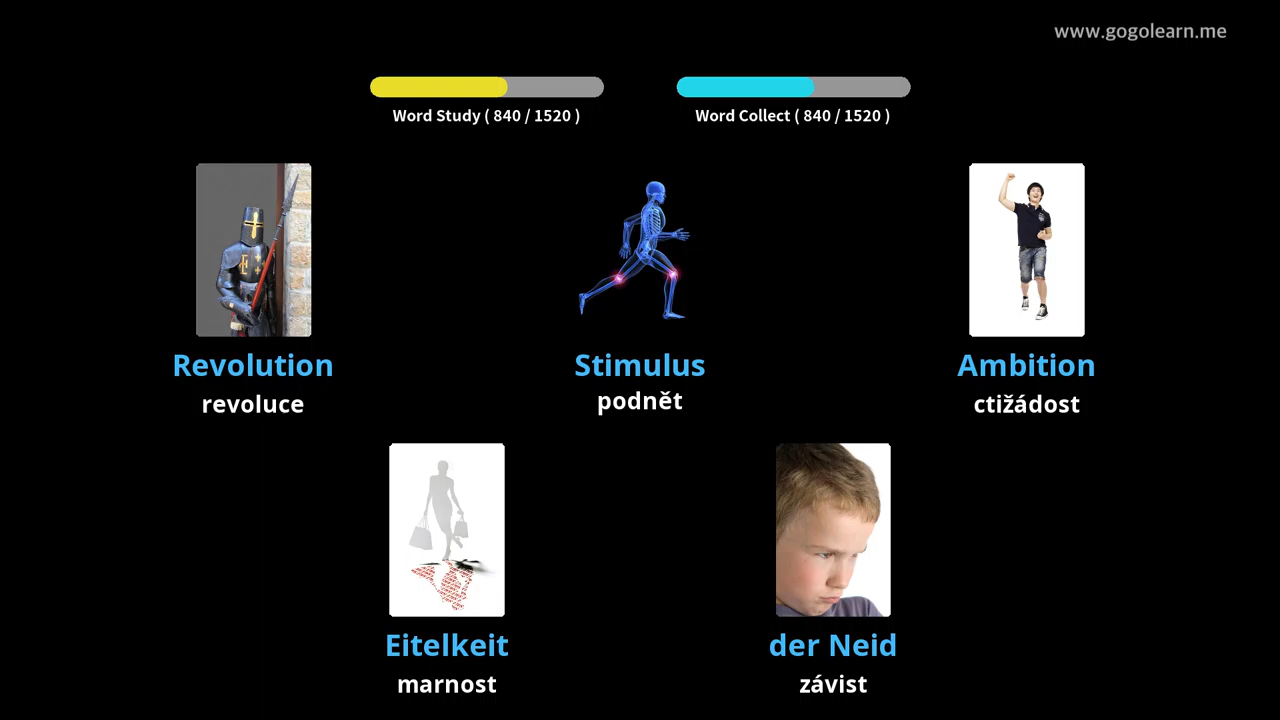 www.gogolearn.me
Word Study ( 840 / 1520 )
Word Collect ( 840 / 1520 )
Revolution
revoluce
Stimulus
podnět
Ambition
ctižádost
Eitelkeit
marnost
der Neid
závist